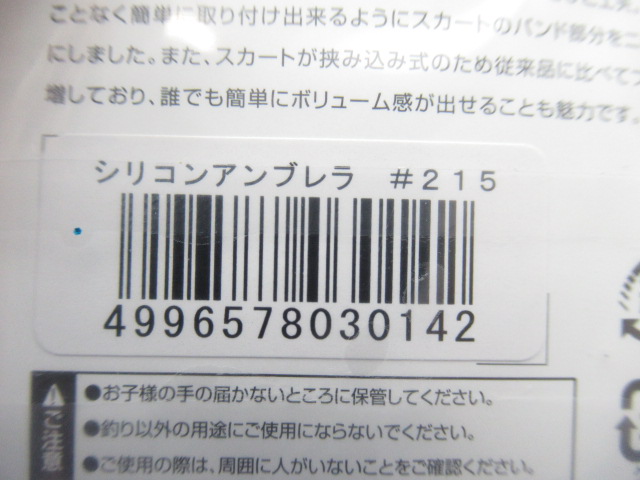 ことなく簡単に取り付け出来るようにスカートのバンド部分を二
にしました。また、スカートが挟み込み式のため従来品に比べて
増しており、誰でも簡単にボリューム感が出せることも魅力です。
シリコンアンブレラ #215
4996578030142
⚠ご注意
●お子様の手の届かないところに保管してください。
●釣り以外の用途にご使用にならないでください。
●ご使用の際は、周囲に人がいないことをご確認ください。